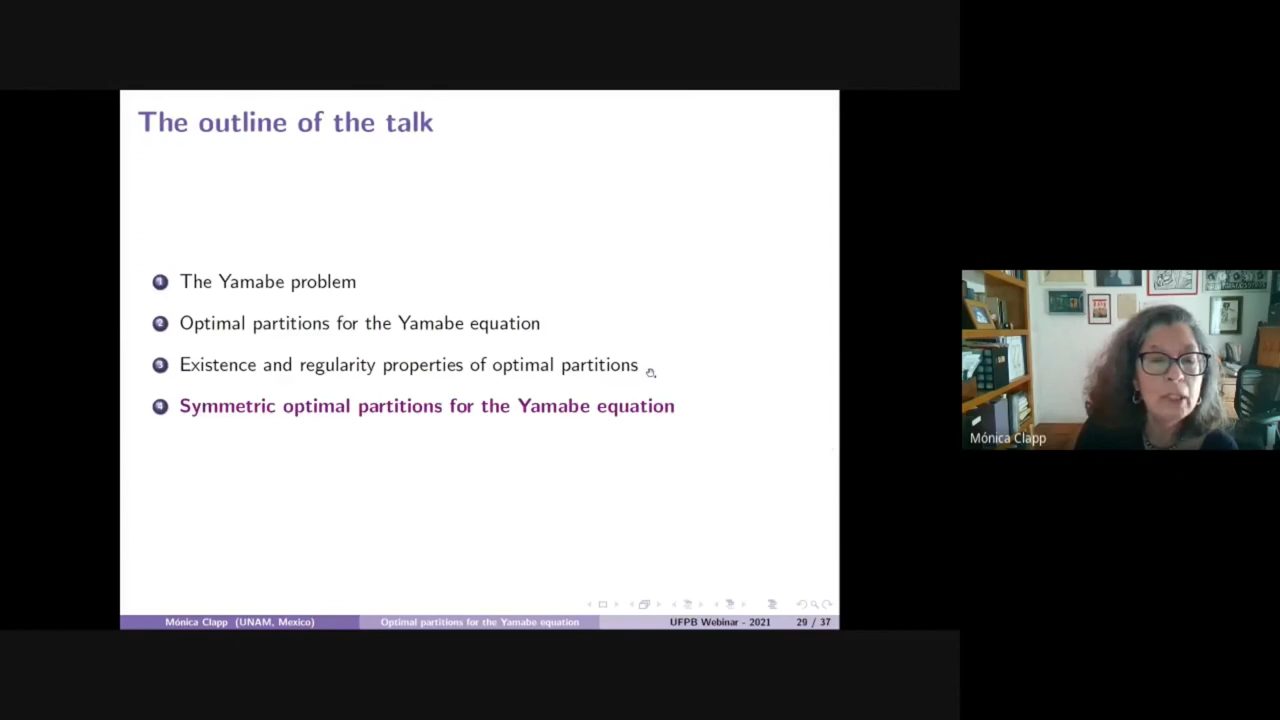 The outline of the talk
1 The Yamabe problem
2 Optimal partitions for the Yamabe equation
3 Existence and regularity properties of optimal partitions
4 Symmetric optimal partitions for the Yamabe equation
Mónica Clapp (UNAM, Mexico) Optimal partitions for the Yamabe equation UFPB Webinar - 2021 29 / 37
Mónica Clapp